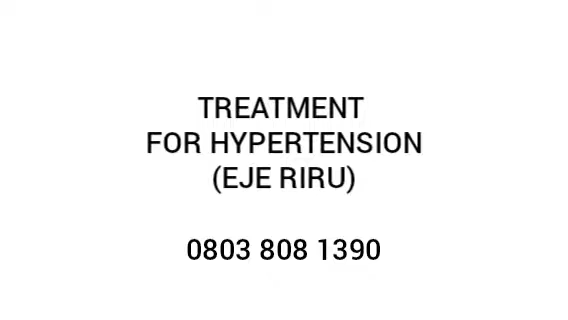 TREATMENT
FOR HYPERTENSION
(EJE RIRU)
0803 808 1390